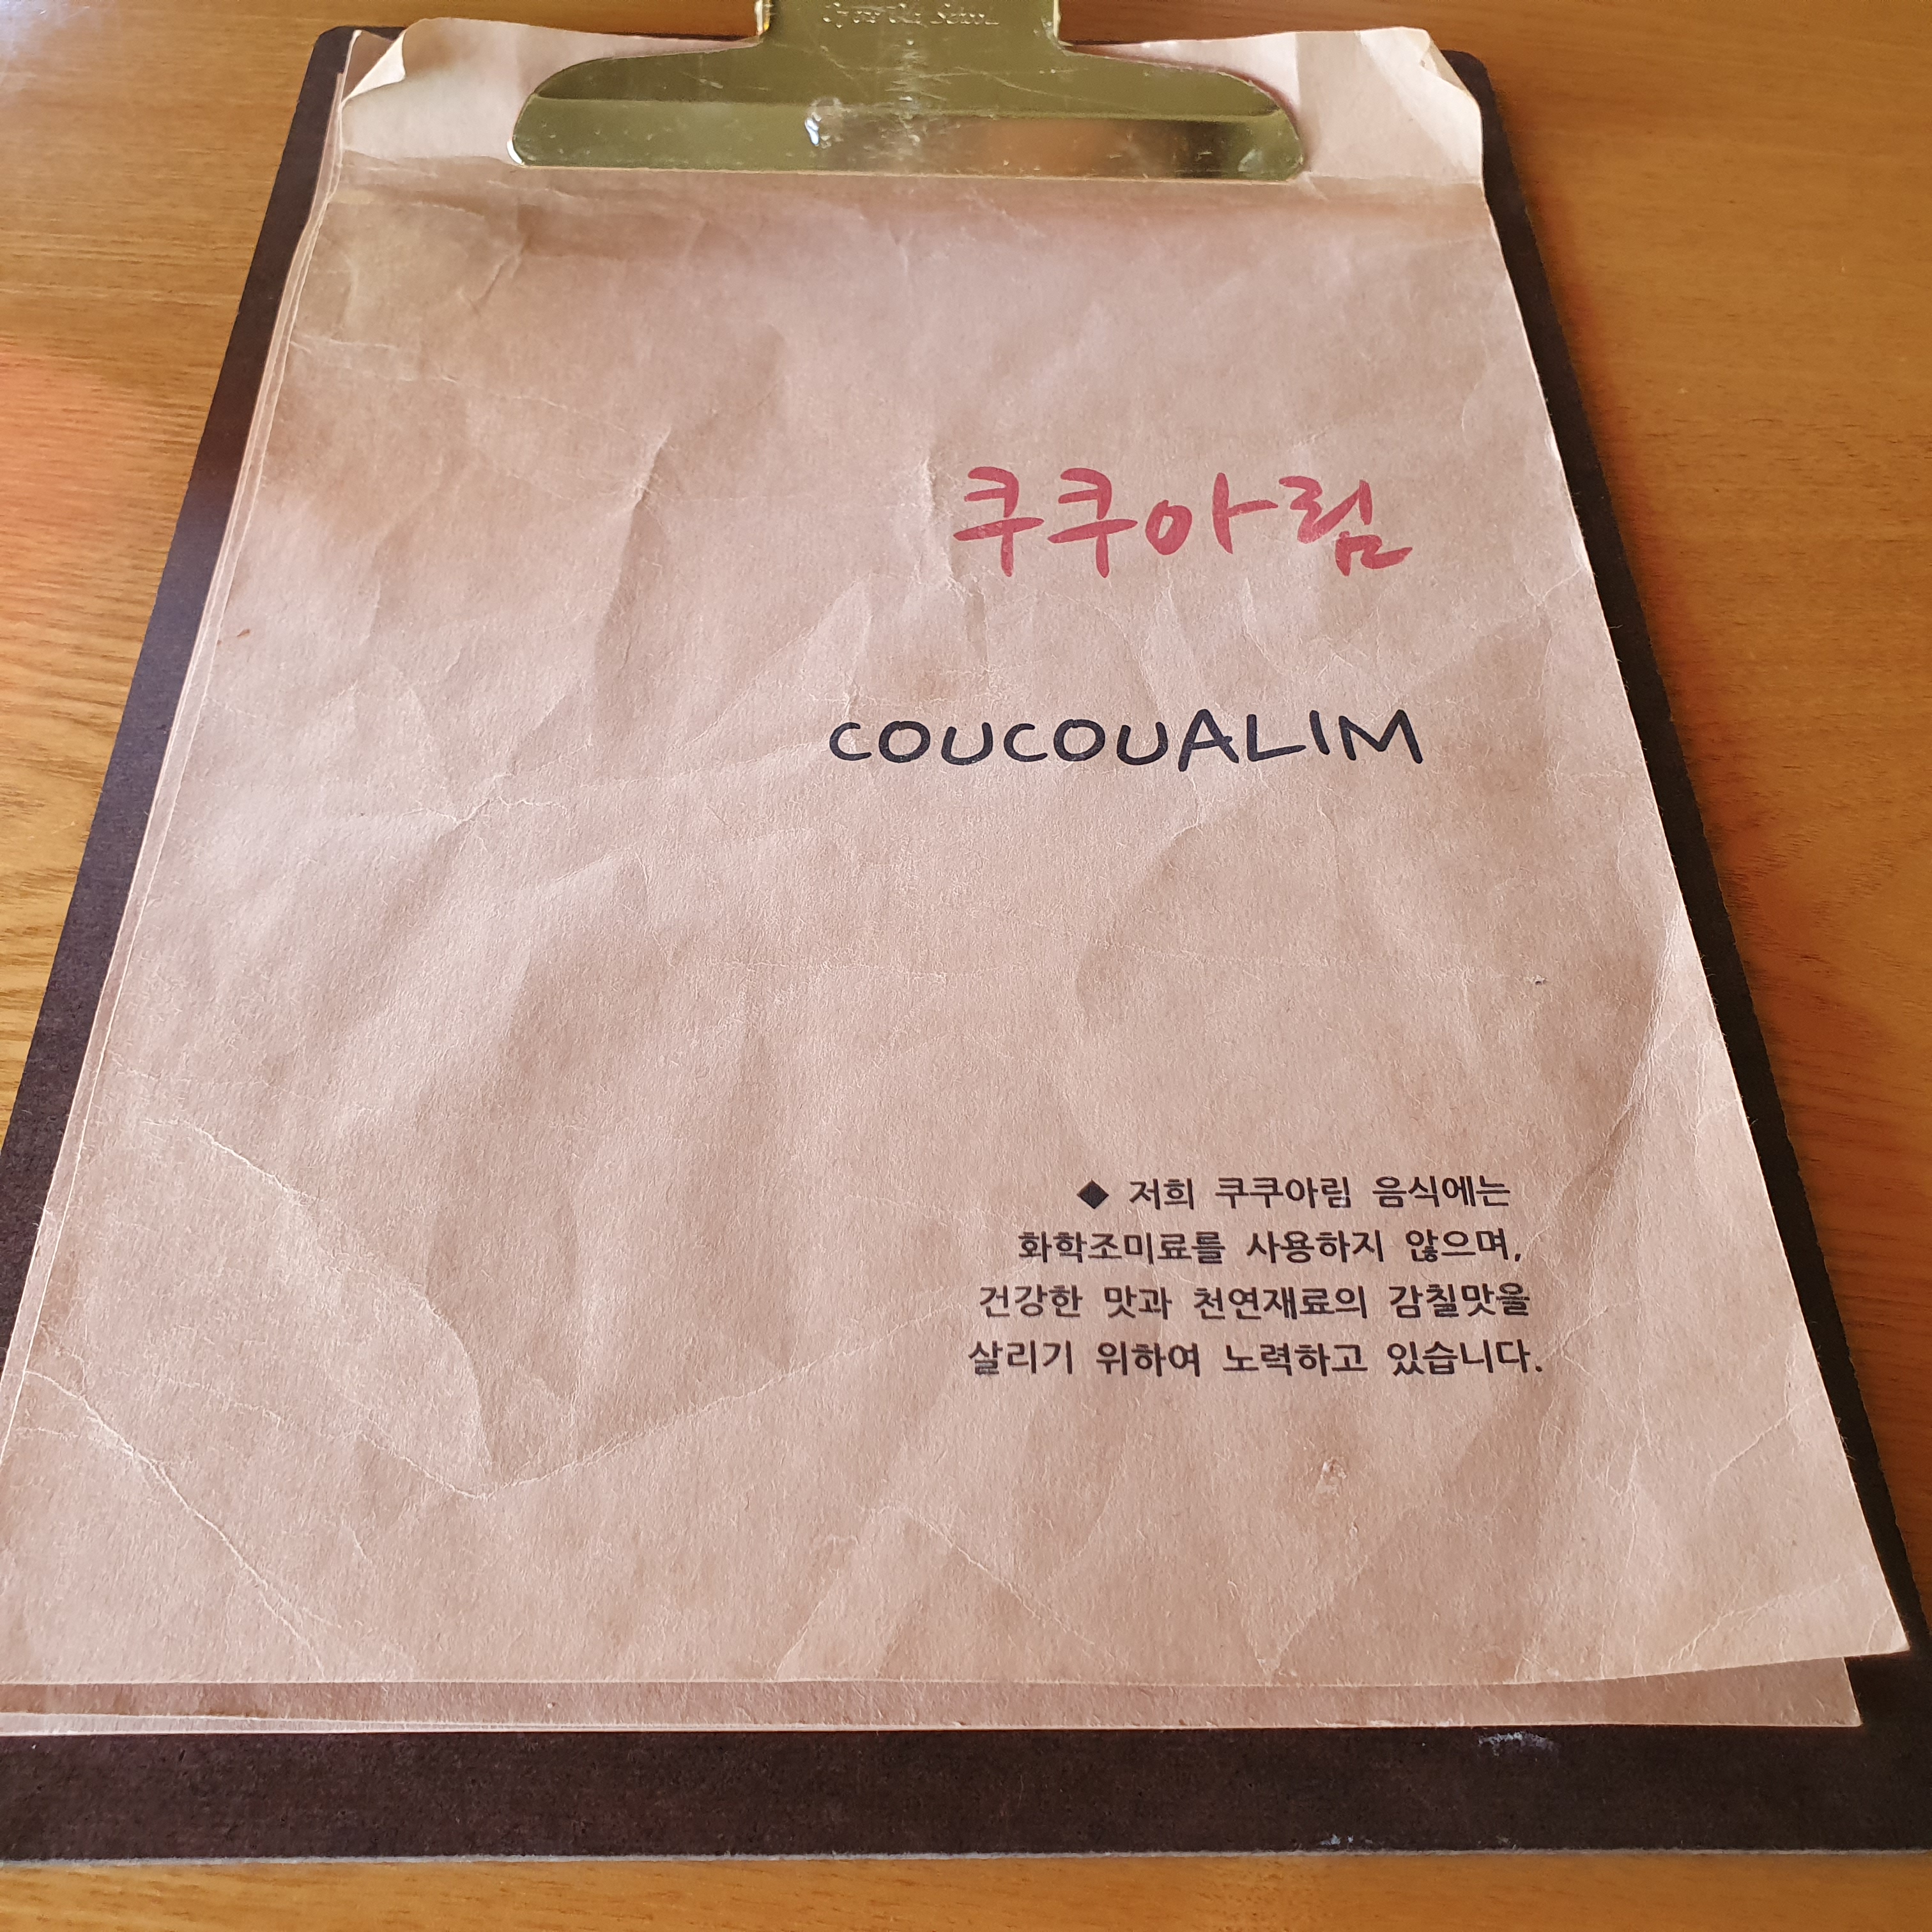 쿠쿠아림
COUCOUALIM
◆ 저희 쿠쿠아림 음식에는
화학조미료를 사용하지 않으며,
건강한 맛과 천연재료의 감칠맛을
살리기 위하여 노력하고 있습니다.